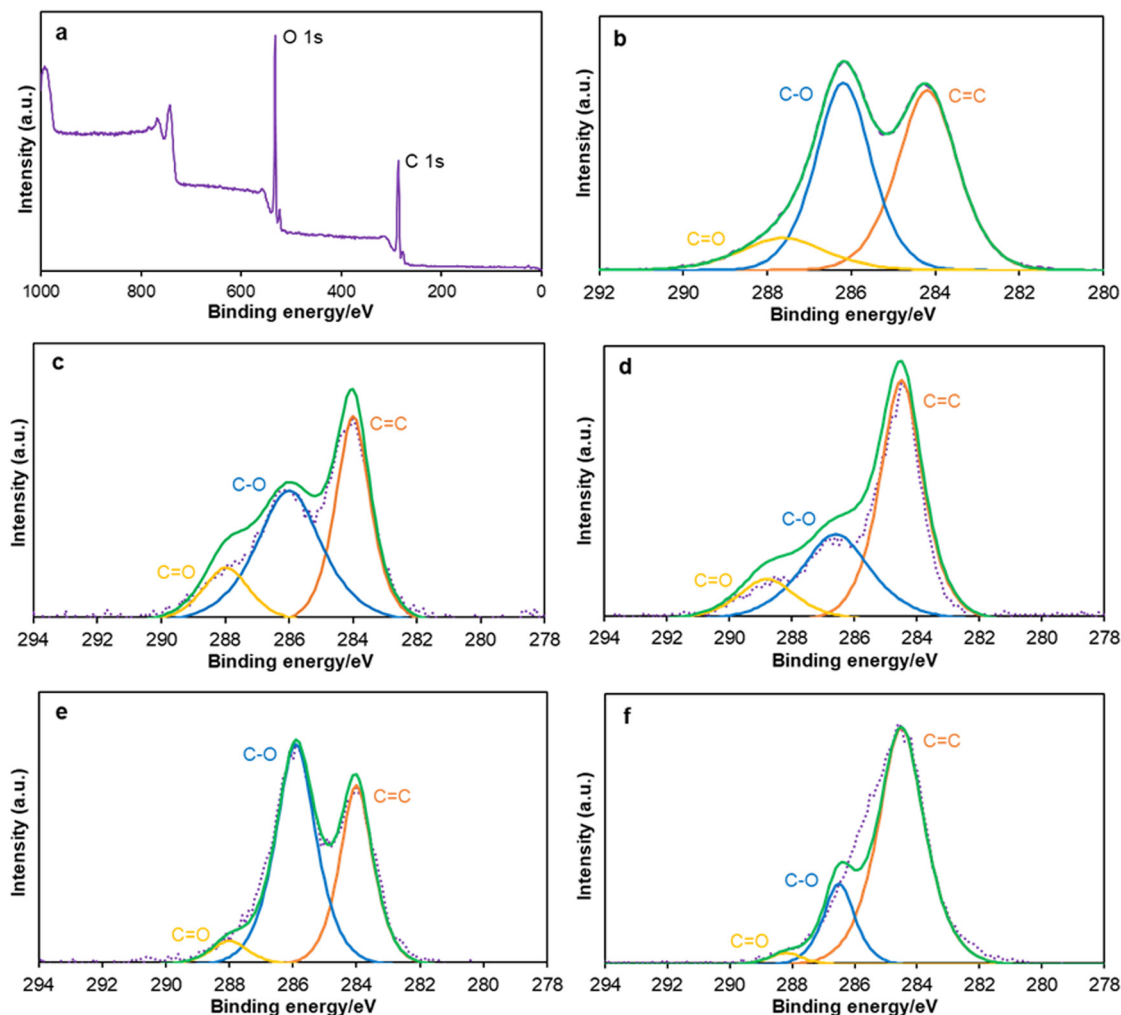 a
O 1s
C 1s
Intensity (a.u.)
1000 800 600 400 200 0
Binding energy/eV
b
C-O
C=C
C=O
Intensity (a.u.)
292 290 288 286 284 282 280
Binding energy/eV
c
C=C
C-O
C=O
Intensity (a.u.)
294 292 290 288 286 284 282 280 278
Binding energy/eV
d
C=C
C-O
C=O
Intensity (a.u.)
294 292 290 288 286 284 282 280 278
Binding energy/eV
e
C-O
C=C
C=O
Intensity (a.u.)
294 292 290 288 286 284 282 280 278
Binding energy/eV
f
C=C
C-O
C=O
Intensity (a.u.)
294 292 290 288 286 284 282 280 278
Binding energy/eV